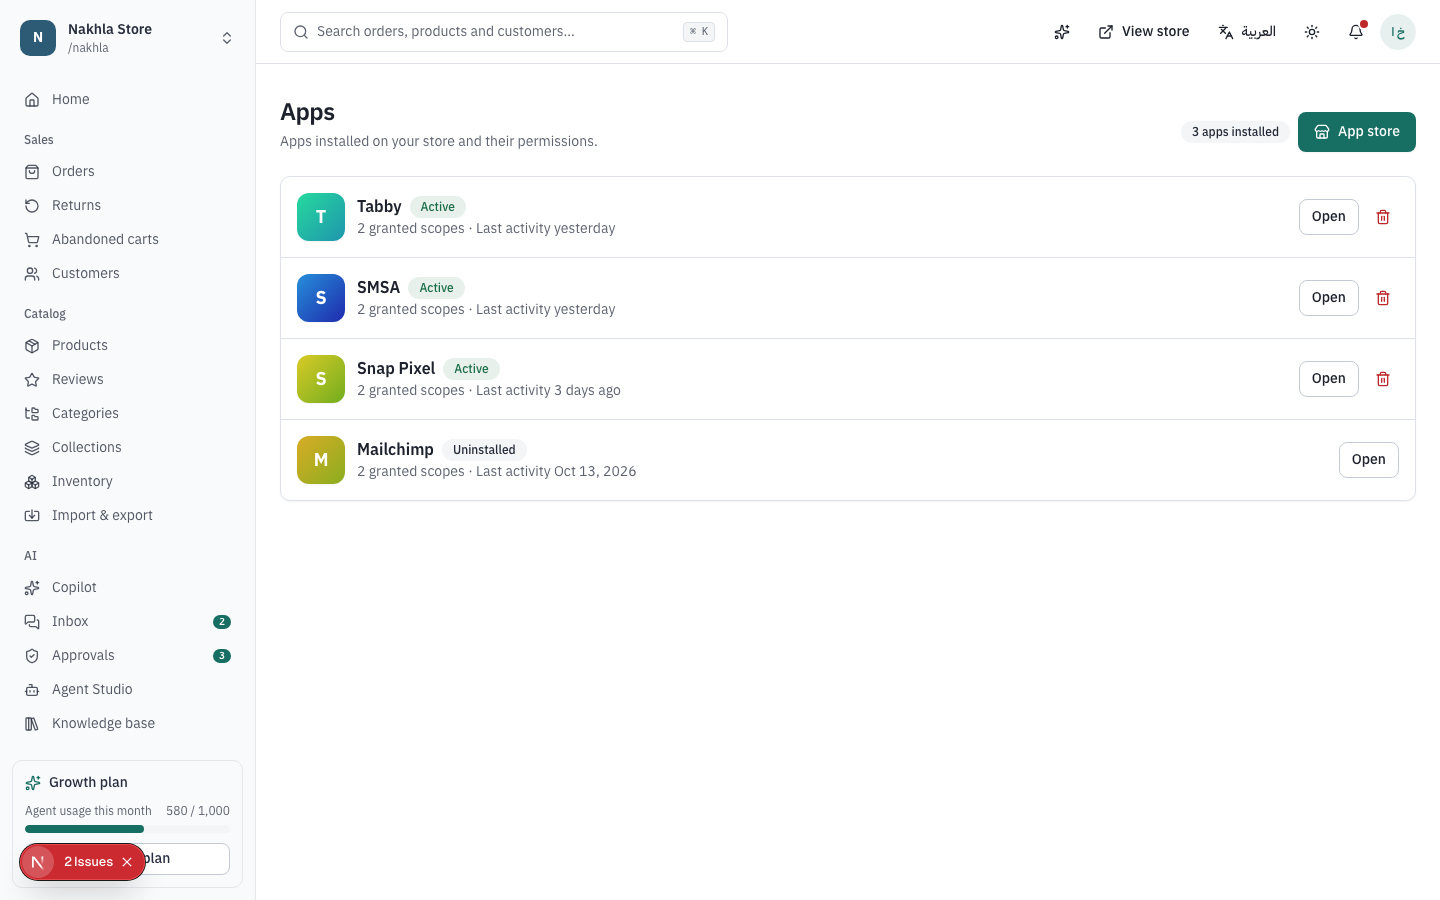 N
Nakhla Store
/nakhla
Home
Sales
Orders
Returns
Abandoned carts
Customers
Catalog
Products
Reviews
Categories
Collections
Inventory
Import & export
AI
Copilot
Inbox 2
Approvals 3
Agent Studio
Knowledge base
Growth plan
Agent usage this month 580 / 1,000
plan
N 2 Issues
Search orders, products and customers... ⌘ K
View store
العربية
خ ا
Apps
Apps installed on your store and their permissions.
3 apps installed
App store
T
Tabby Active
2 granted scopes · Last activity yesterday
Open
S
SMSA Active
2 granted scopes · Last activity yesterday
Open
S
Snap Pixel Active
2 granted scopes · Last activity 3 days ago
Open
M
Mailchimp Uninstalled
2 granted scopes · Last activity Oct 13, 2026
Open